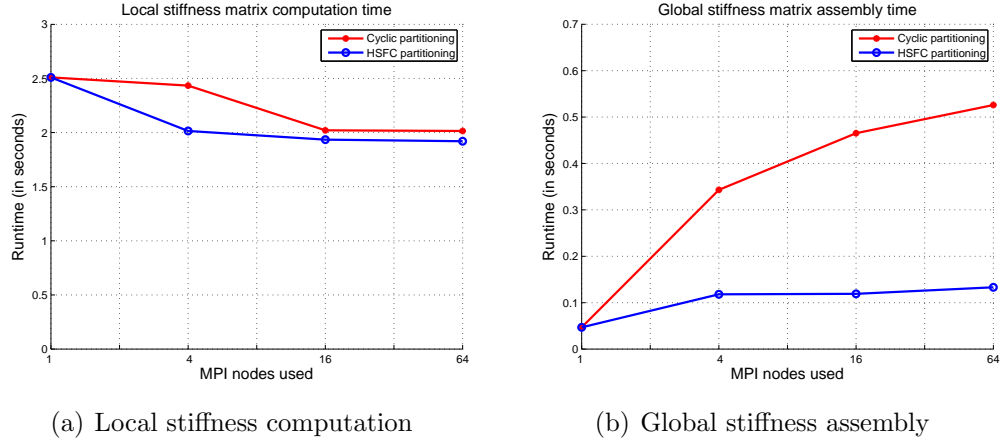 Local stiffness matrix computation time
3
2.5
2
1.5
1
0.5
0
Runtime (in seconds)
Cyclic partitioning
HSFC partitioning
1 4 16 64
MPI nodes used
(a) Local stiffness computation
Global stiffness matrix assembly time
0.7
0.6
0.5
0.4
0.3
0.2
0.1
0
Runtime (in seconds)
Cyclic partitioning
HSFC partitioning
1 4 16 64
MPI nodes used
(b) Global stiffness assembly